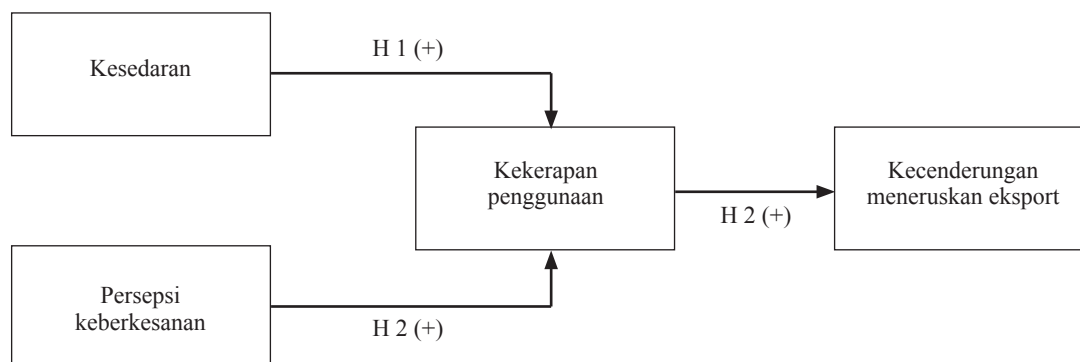 Kesedaran
H 1 (+)
Kekerapan
penggunaan
H 2 (+)
Kecenderungan
meneruskan eksport
Persepsi
keberkesanan
H 2 (+)